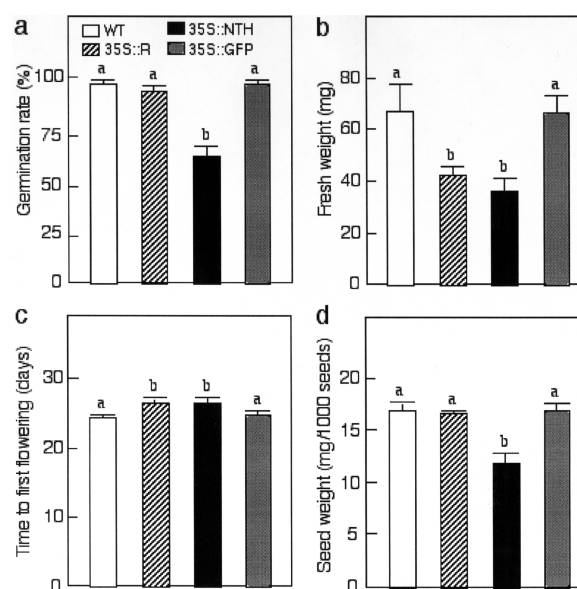 a
WT 35S::NTH
35S::R 35S::GFP
Germination rate (%)
100
75
50
25
0
a a b a
b
Fresh weight (mg)
80
60
40
20
0
a b b a
c
Time to first flowering (days)
30
20
10
0
a b b a
d
Seed weight (mg/1000 seeds)
20
15
10
5
0
a a b a